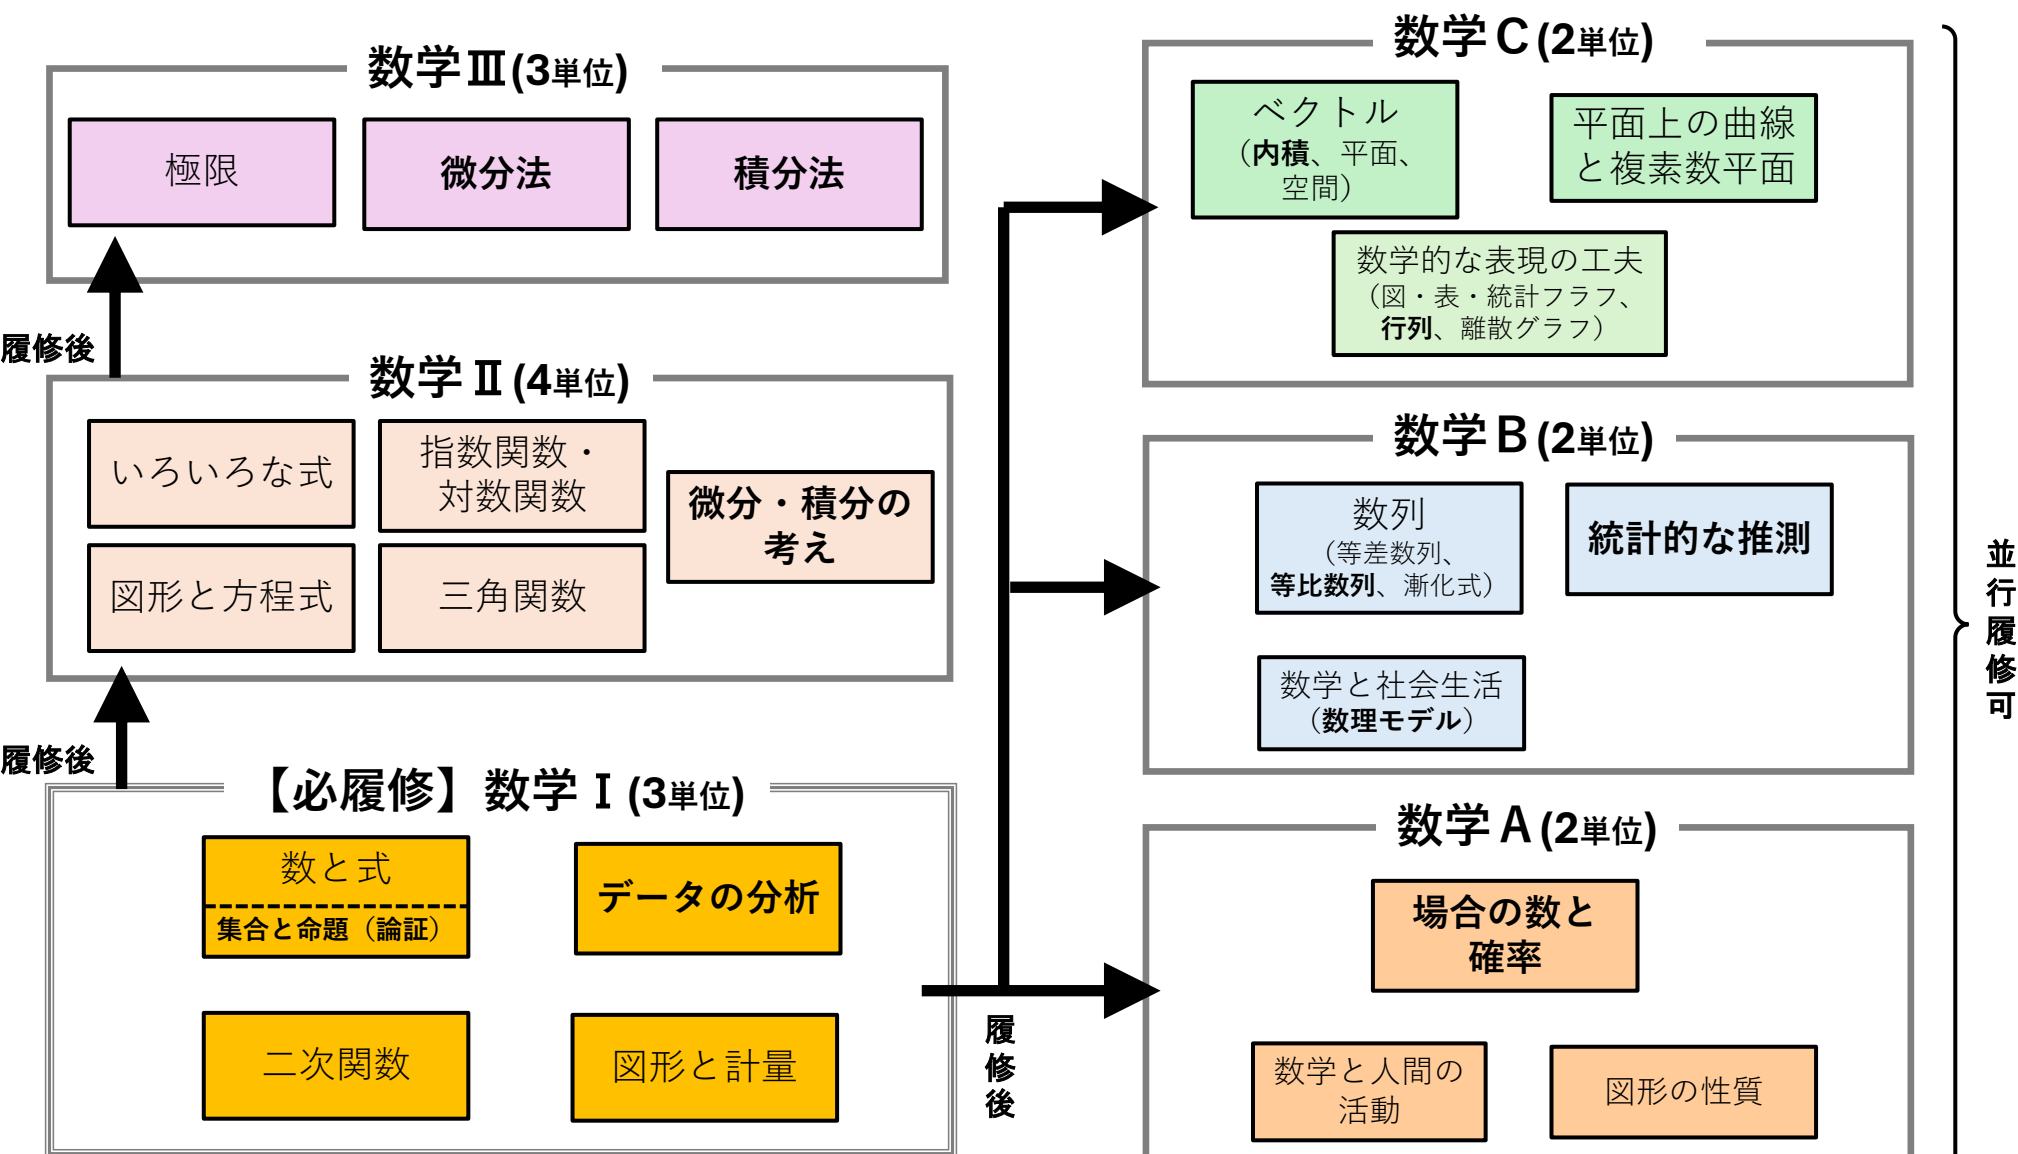 数学Ⅲ(3単位)
極限
微分法
積分法
履修後
数学Ⅱ(4単位)
いろいろな式
指数関数・
対数関数
微分・積分の
考え
図形と方程式
三角関数
履修後
【必履修】数学Ⅰ(3単位)
数と式
集合と命題（論証）
データの分析
二次関数
図形と計量
履修後
数学C(2単位)
ベクトル
（内積、平面、
空間）
平面上の曲線
と複素数平面
数学的な表現の工夫
（図・表・統計フラフ、
行列、離散グラフ）
数学B(2単位)
数列
（等差数列、
等比数列、漸化式）
統計的な推測
数学と社会生活
（数理モデル）
数学A(2単位)
場合の数と
確率
数学と人間の
活動
図形の性質
並行履修可